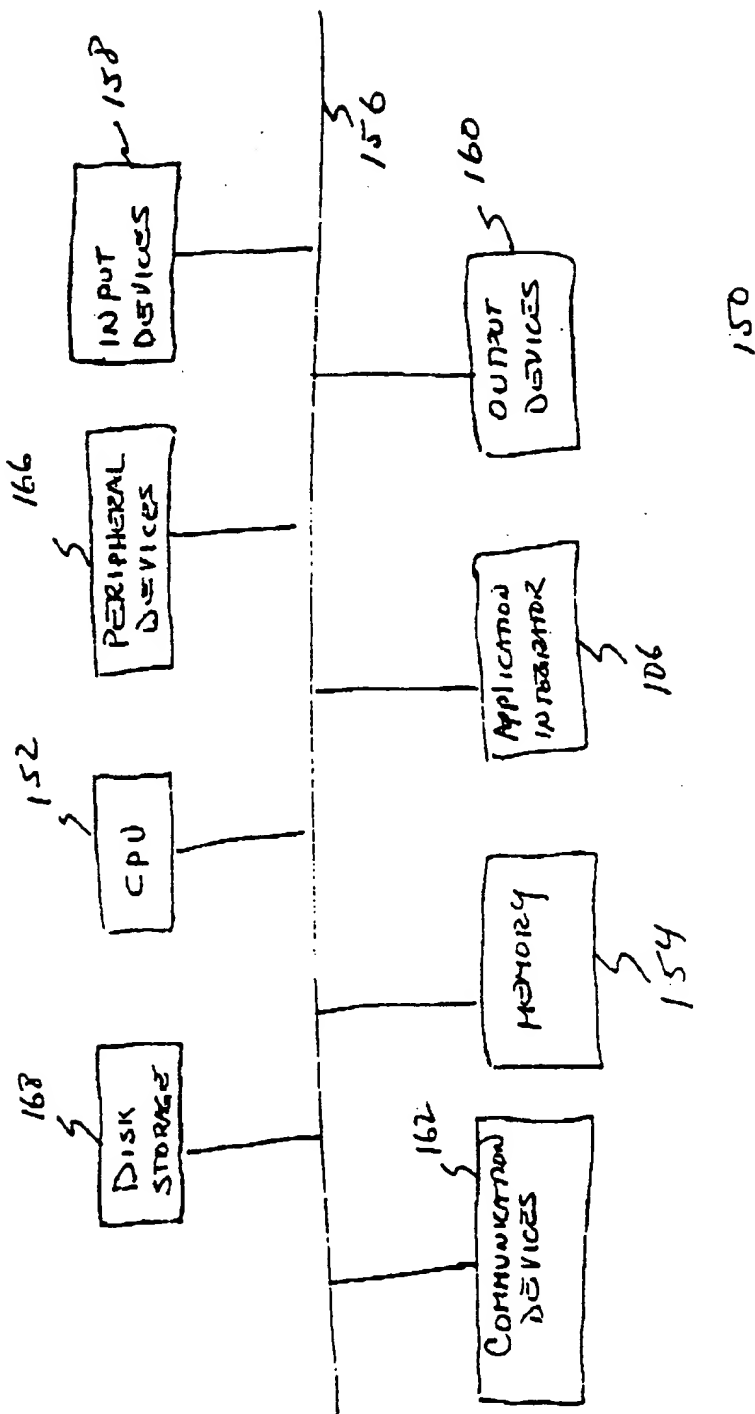 168
DISK
STORAGE
152
CPU
166
PERIPHERAL
DEVICES
158
INPUT
DEVICES
156
162
COMMUNICATION
DEVICES
MEMORY
154
APPLICATION
INTEGRATOR
106
OUTPUT
DEVICES
160
150